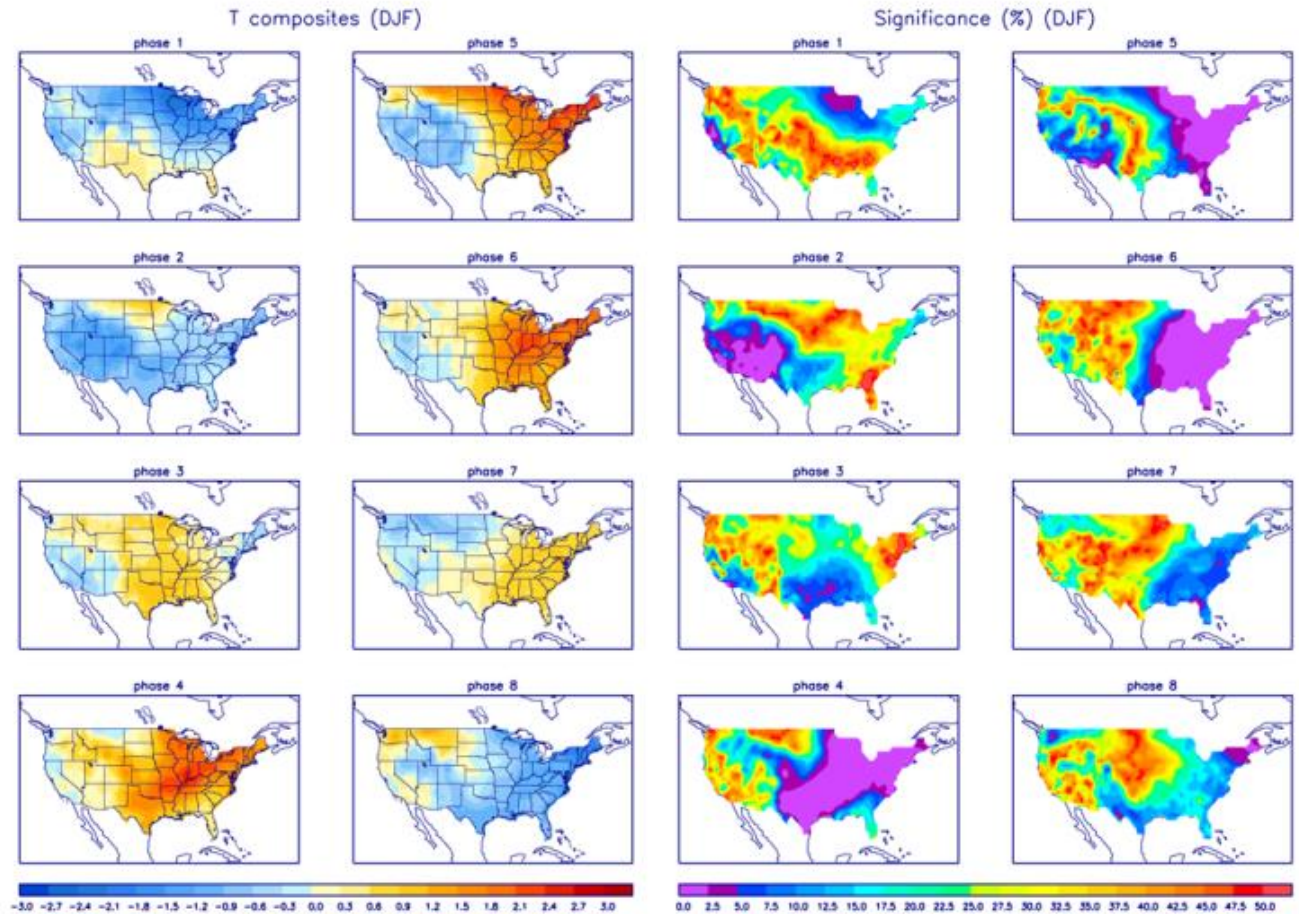 T composites (DJF) Significance (%) (DJF)
phase 1 phase 5 phase 1 phase 5
phase 2 phase 6 phase 2 phase 6
phase 3 phase 7 phase 3 phase 7
phase 4 phase 8 phase 4 phase 8
-3.0 -2.7 -2.4 -2.1 -1.8 -1.5 -1.2 -0.9 -0.6 -0.3 0.0 0.3 0.6 0.9 1.2 1.5 1.8 2.1 2.4 2.7 3.0 0.0 2.5 5.0 7.5 10.0 12.5 15.0 17.5 20.0 22.5 25.0 27.5 30.0 32.5 35.0 37.5 40.0 42.5 45.0 47.5 50.0